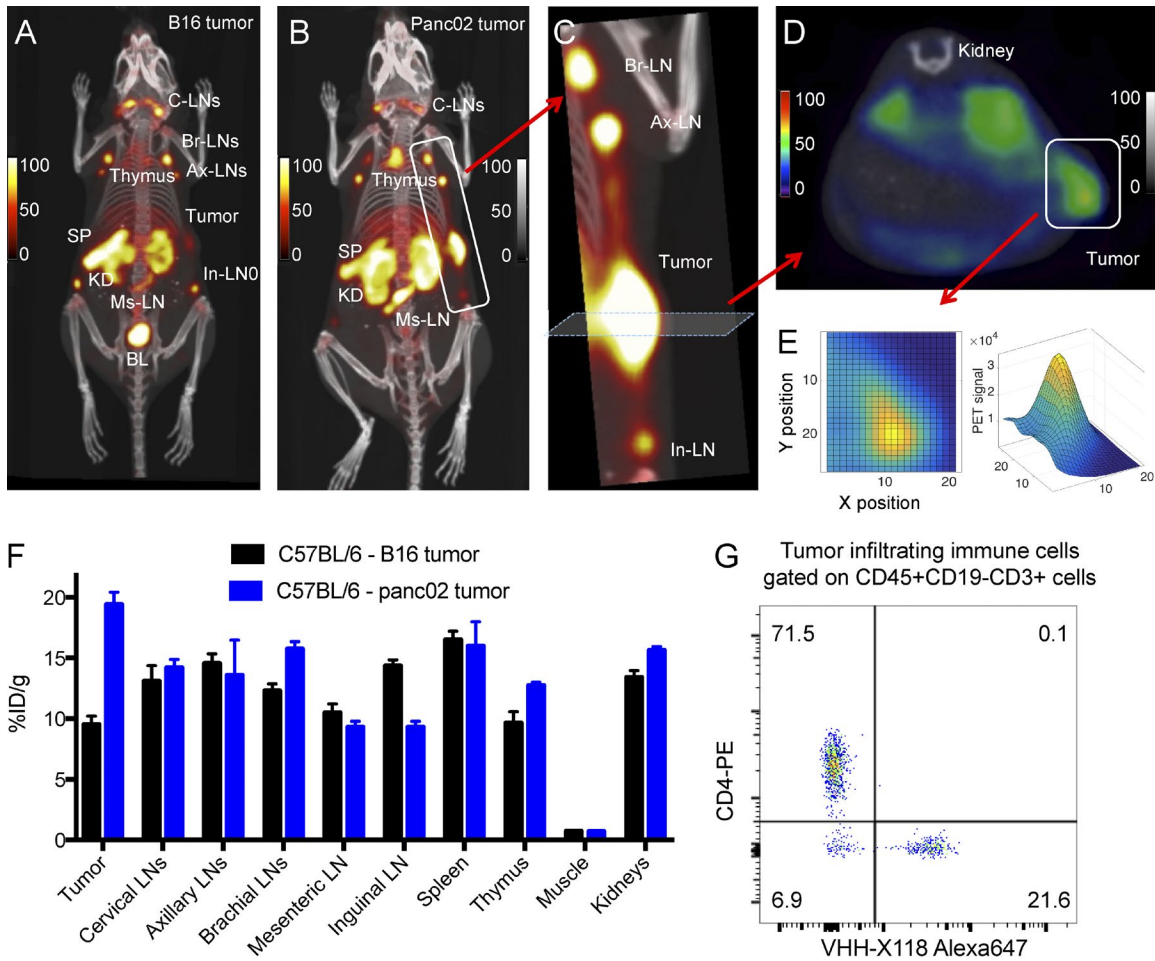 A
B16 tumor
C-LNs
Br-LNs
Thymus
Ax-LNs
100
50
0
Tumor
SP
KD
In-LN0
Ms-LN
BL
B
Panc02 tumor
C-LNs
Thymus
100
50
0
SP
KD
Ms-LN
C
Br-LN
Ax-LN
Tumor
In-LN
D
Kidney
100
50
0
100
50
0
Tumor
E
Y position
10
20
10
20
X position
×10⁴
PET signal
3
2
1
20
10
10
20
F
C57BL/6 - B16 tumor
C57BL/6 - panc02 tumor
%ID/g
20
15
10
5
0
Tumor
Cervical LNs
Axillary LNs
Brachial LNs
Mesenteric LN
Inguinal LN
Spleen
Thymus
Muscle
Kidneys
G
Tumor infiltrating immune cells
gated on CD45+CD19-CD3+ cells
71.5
0.1
CD4-PE
6.9
21.6
VHH-X118 Alexa647